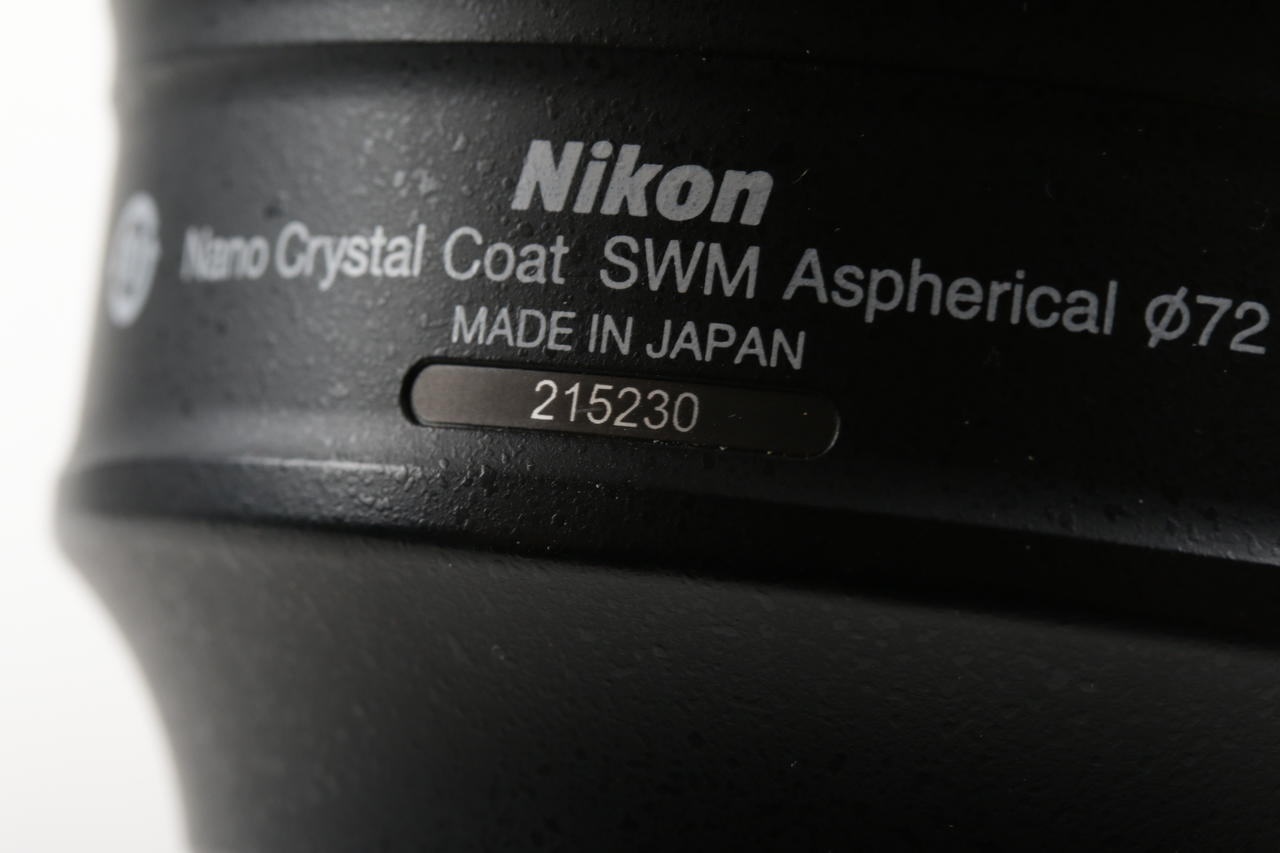 Nikon
N Nano Crystal Coat SWM Aspherical ø72
MADE IN JAPAN
215230